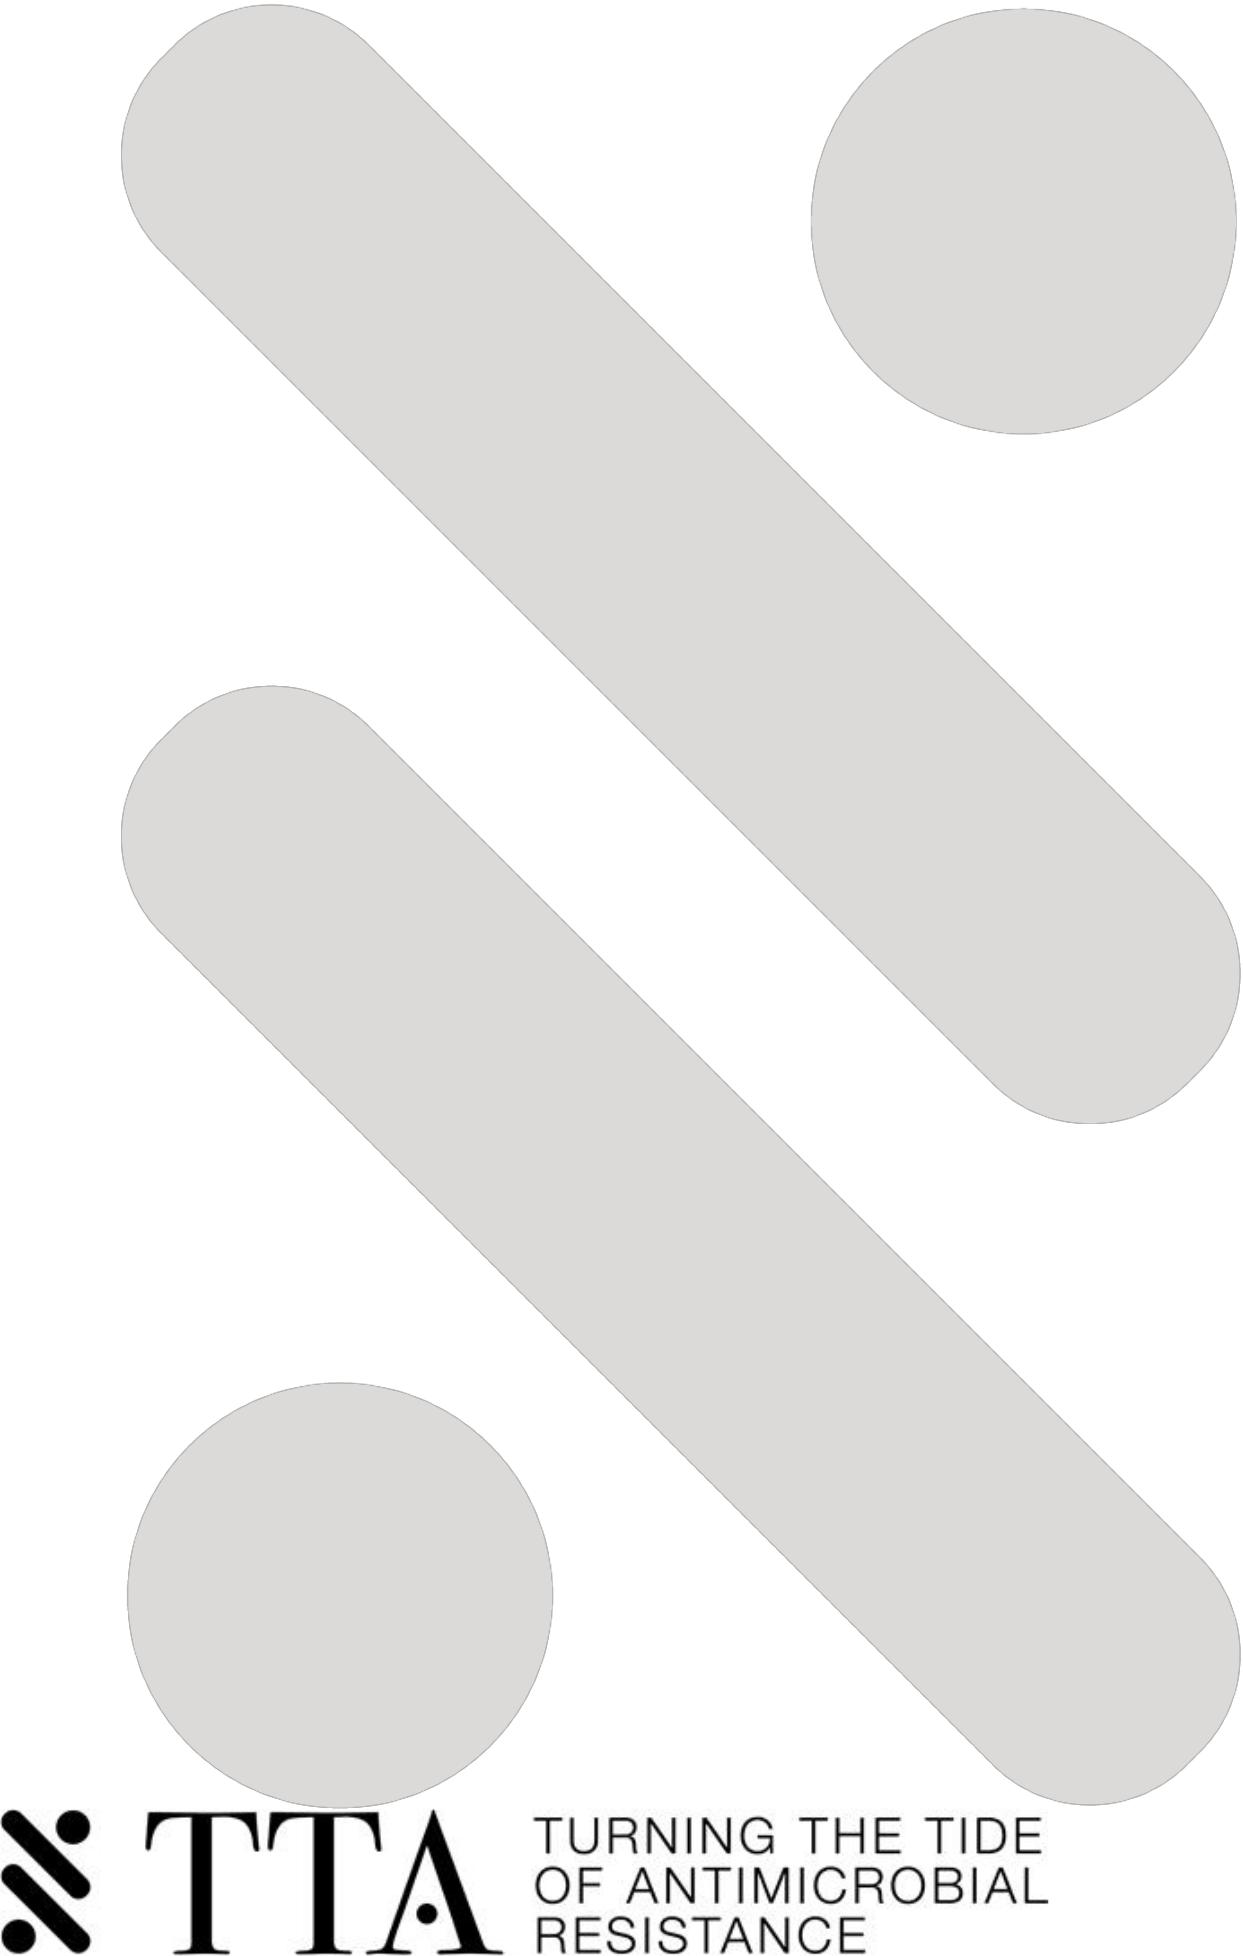 TTA
TURNING THE TIDE
OF ANTIMICROBIAL
RESISTANCE